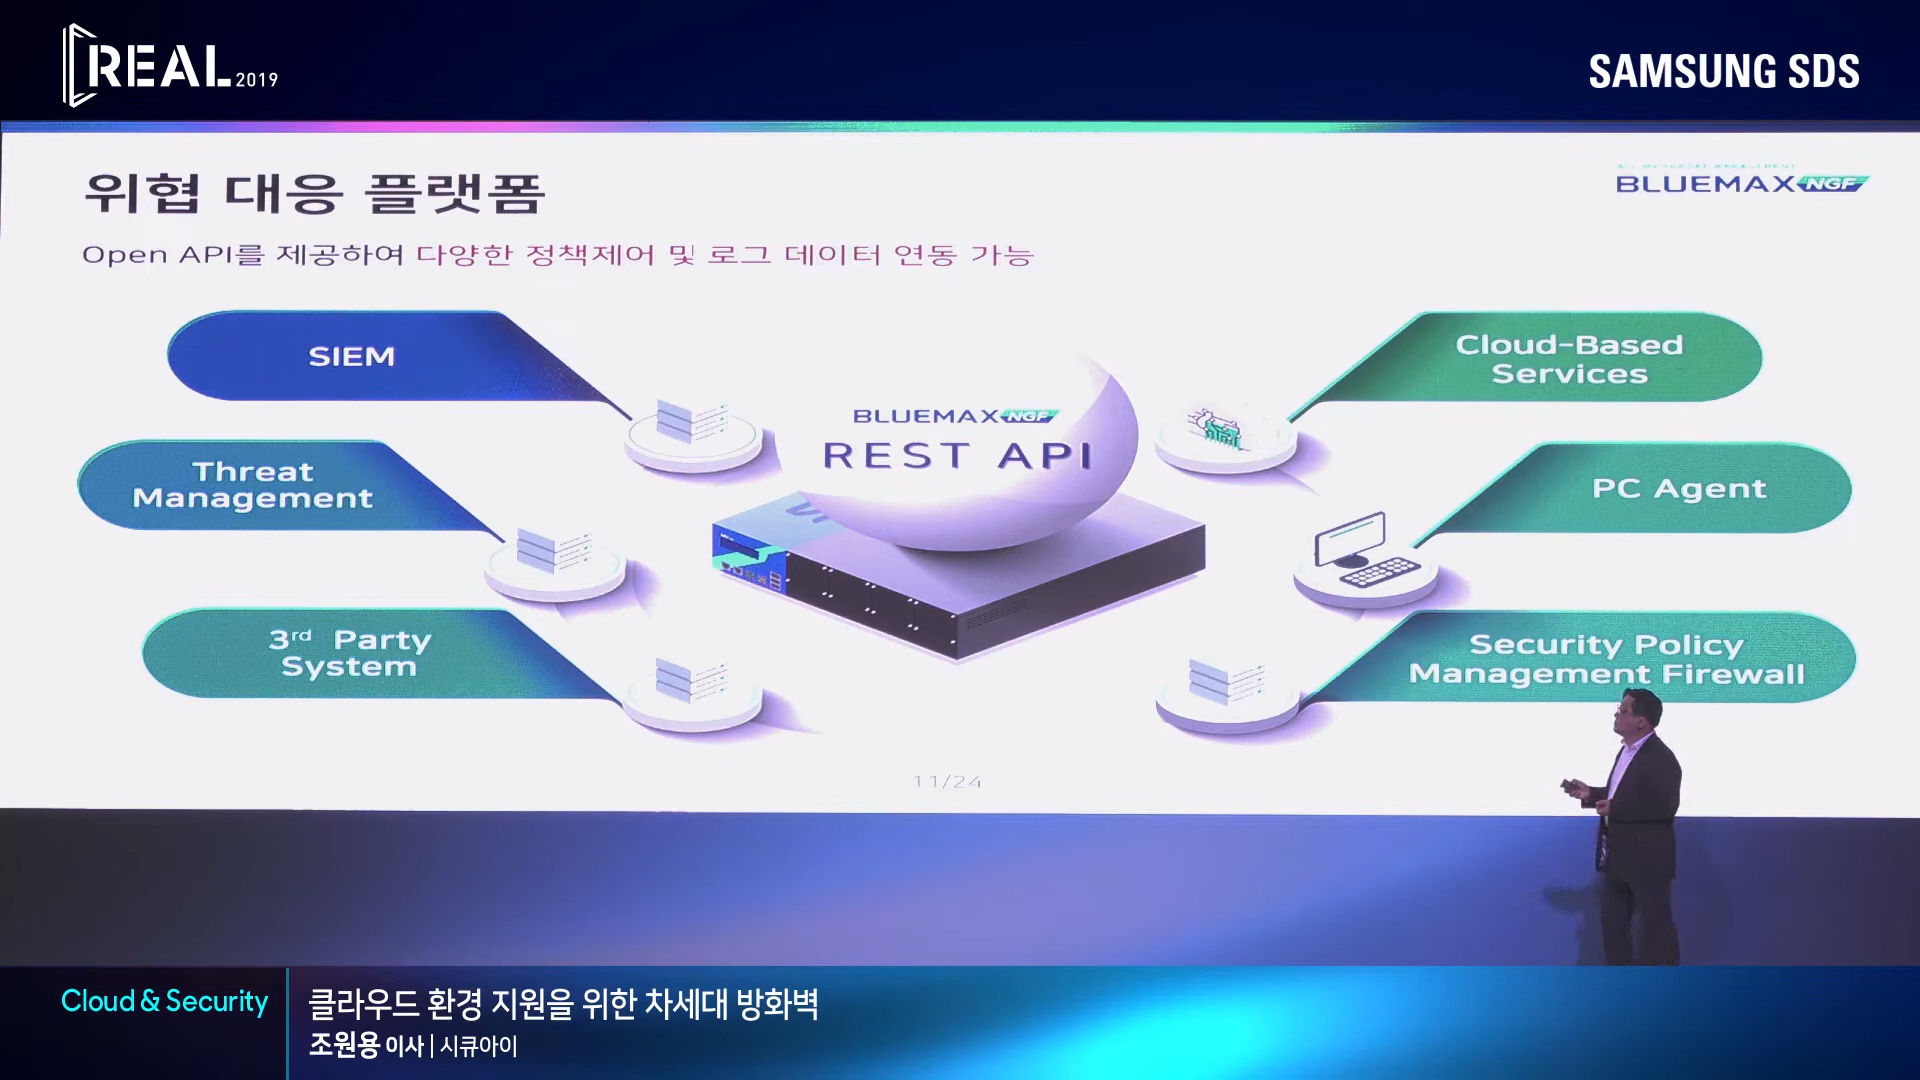 REAL 2019
SAMSUNG SDS
위협 대응 플랫폼
BLUEMAX NGF
Open API를 제공하여 다양한 정책제어 및 로그 데이터 연동 가능
SIEM
Threat
Management
3rd Party
System
BLUEMAX NGF
REST API
Cloud-Based
Services
PC Agent
Security Policy
Management Firewall
11/24
Cloud & Security
클라우드 환경 지원을 위한 차세대 방화벽
조원용 이사 | 시큐아이